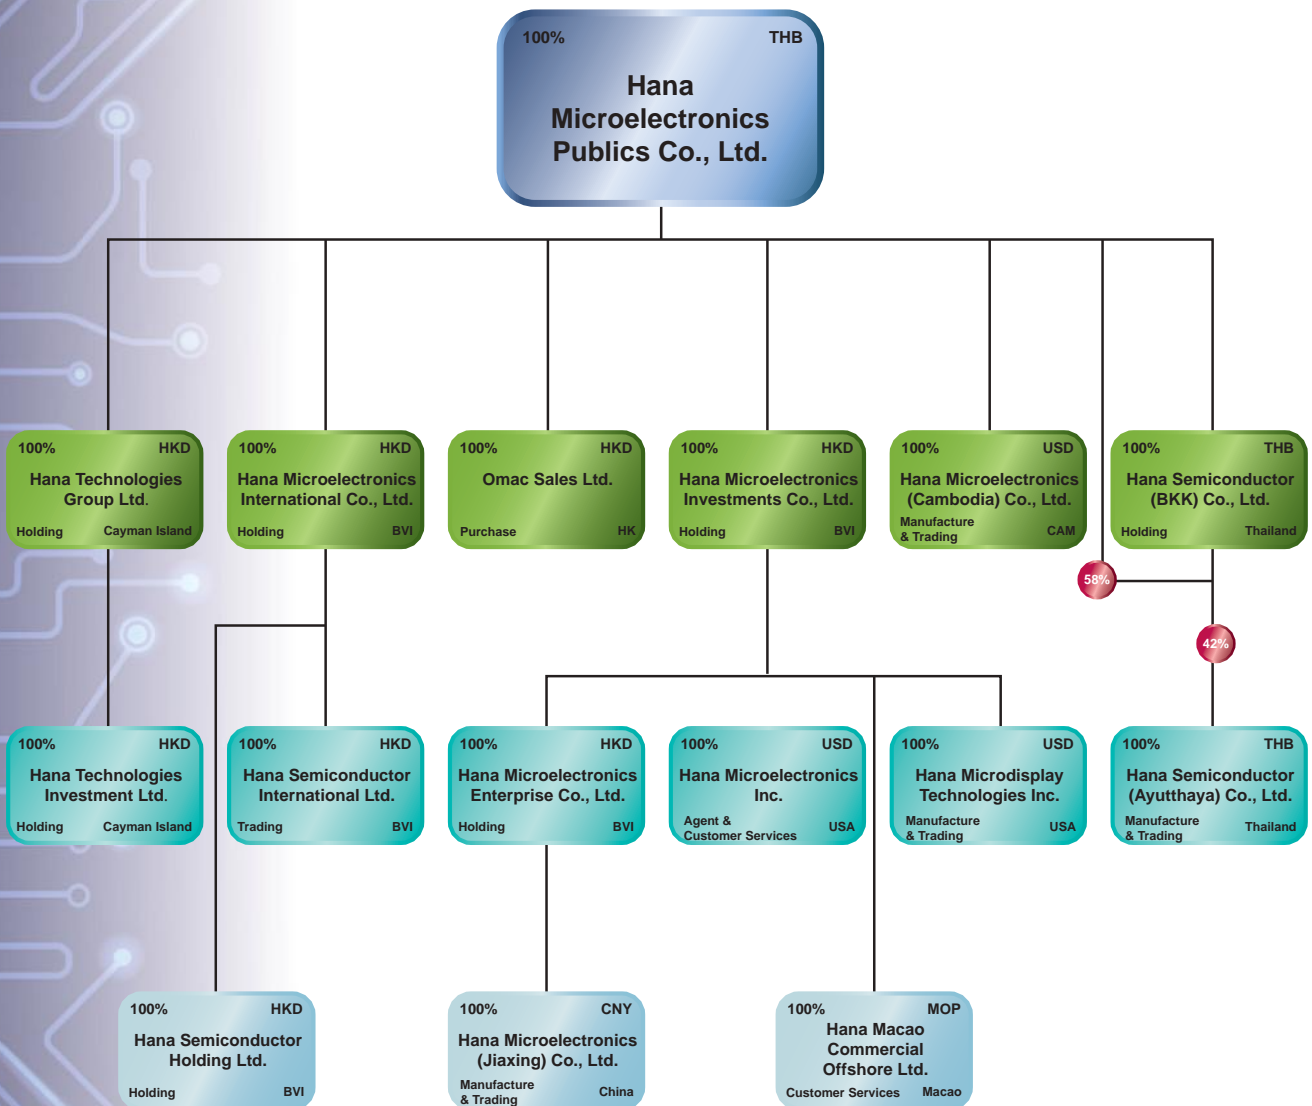 100% THB
Hana
Microelectronics
Publics Co., Ltd.
100% HKD
Hana Technologies
Group Ltd.
Holding Cayman Island
100% HKD
Hana Microelectronics
International Co., Ltd.
Holding BVI
100% HKD
Omac Sales Ltd.
Purchase HK
100% HKD
Hana Microelectronics
Investments Co., Ltd.
Holding BVI
100% USD
Hana Microelectronics
(Cambodia) Co., Ltd.
Manufacture
& Trading CAM
100% THB
Hana Semiconductor
(BKK) Co., Ltd.
Holding Thailand
58%
42%
100% HKD
Hana Technologies
Investment Ltd.
Holding Cayman Island
100% HKD
Hana Semiconductor
International Ltd.
Trading BVI
100% HKD
Hana Microelectronics
Enterprise Co., Ltd.
Holding BVI
100% USD
Hana Microelectronics
Inc.
Agent &
Customer Services USA
100% USD
Hana Microdisplay
Technologies Inc.
Manufacture
& Trading USA
100% THB
Hana Semiconductor
(Ayutthaya) Co., Ltd.
Manufacture
& Trading Thailand
100% HKD
Hana Semiconductor
Holding Ltd.
Holding BVI
100% CNY
Hana Microelectronics
(Jiaxing) Co., Ltd.
Manufacture
& Trading China
100% MOP
Hana Macao
Commercial
Offshore Ltd.
Customer Services Macao